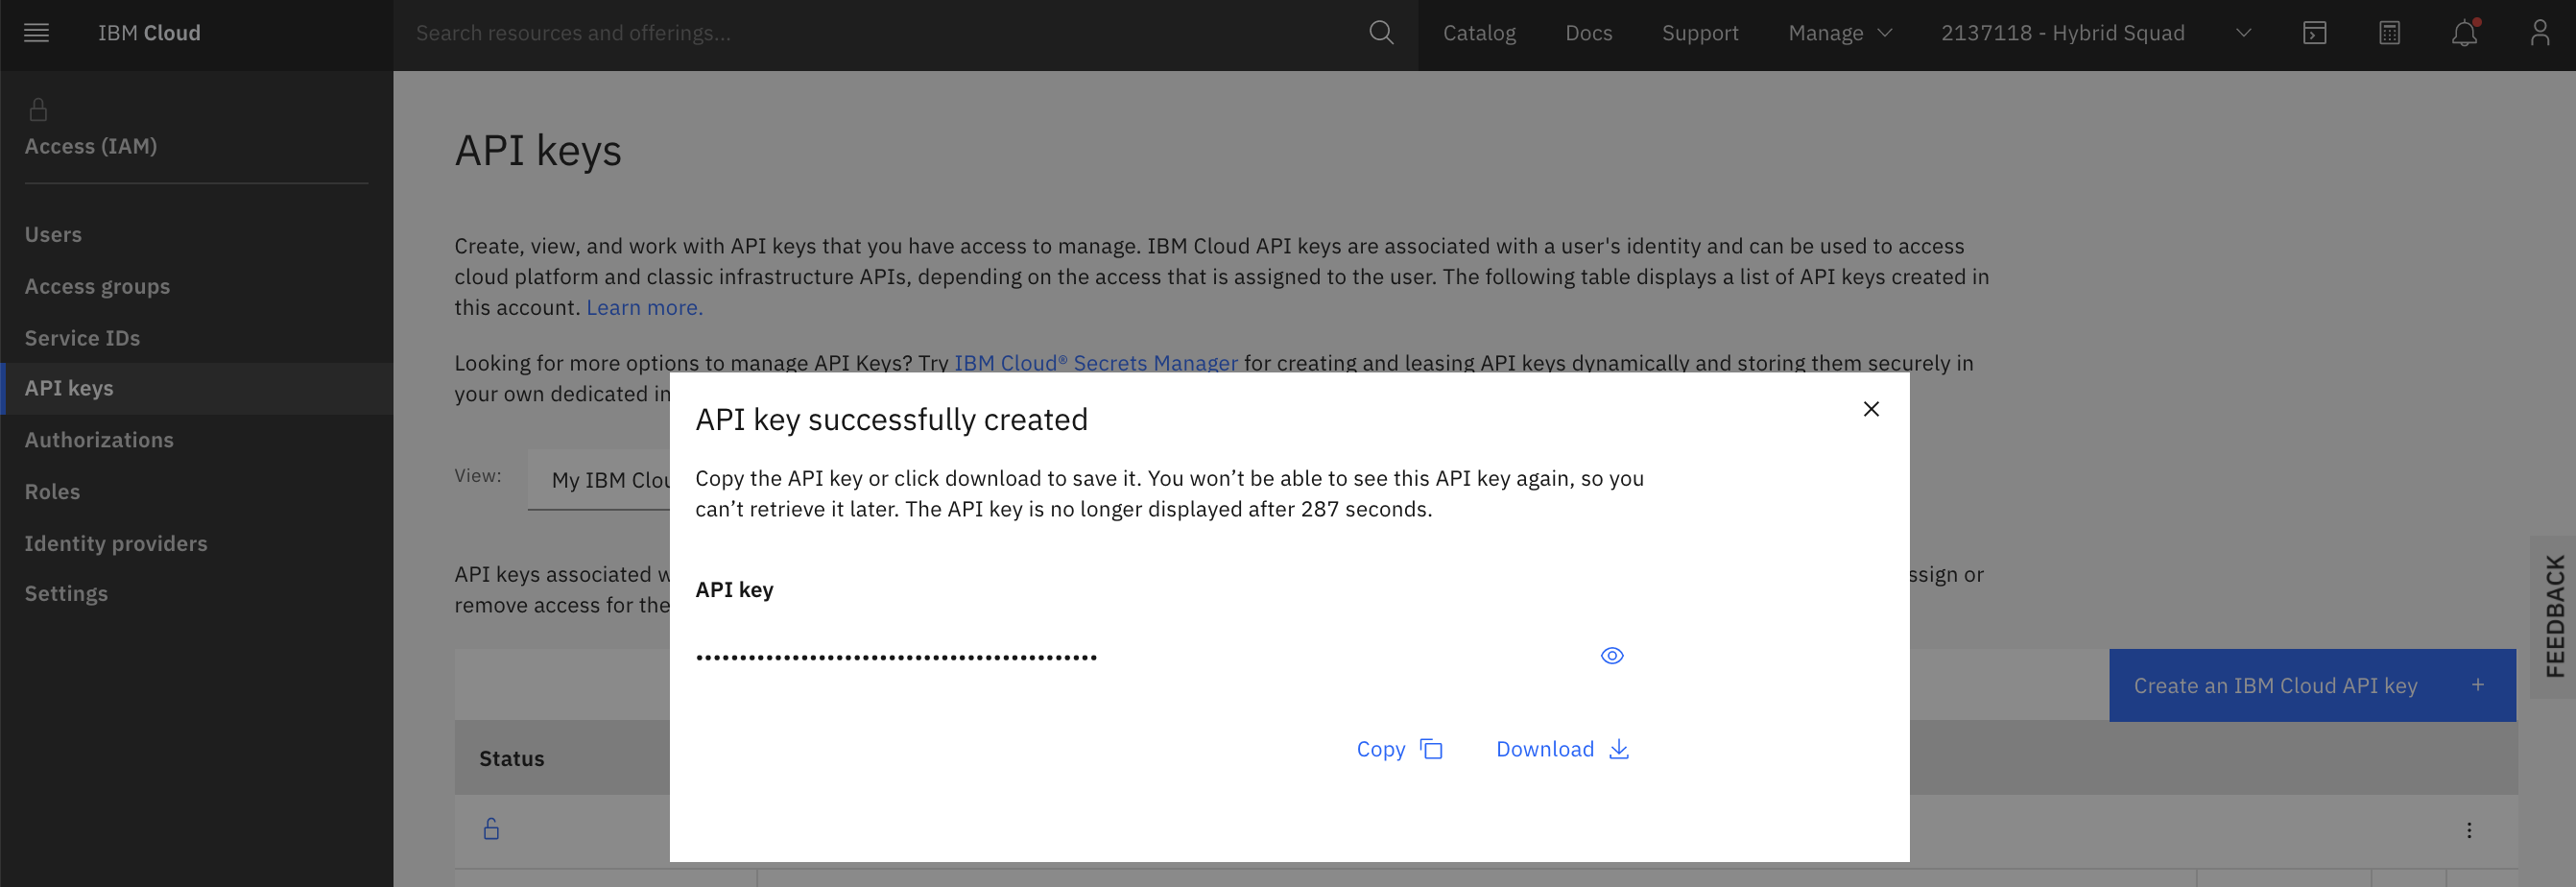 IBM Cloud
Search resources and offerings...
Catalog
Docs
Support
Manage
2137118 - Hybrid Squad
Access (IAM)
Users
Access groups
Service IDs
API keys
Authorizations
Roles
Identity providers
Settings
API keys
Create, view, and work with API keys that you have access to manage. IBM Cloud API keys are associated with a user's identity and can be used to access
cloud platform and classic infrastructure APIs, depending on the access that is assigned to the user. The following table displays a list of API keys created in
this account. Learn more.
Looking for more options to manage API Keys? Try IBM Cloud® Secrets Manager for creating and leasing API keys dynamically and storing them securely in
your own dedicated in
View:
My IBM Clou
API keys associated w
ssign or
remove access for the
API key successfully created
Copy the API key or click download to save it. You won’t be able to see this API key again, so you
can’t retrieve it later. The API key is no longer displayed after 287 seconds.
API key
••••••••••••••••••••••••••••••••••••••••••••
Copy
Download
Create an IBM Cloud API key +
Status
FEEDBACK